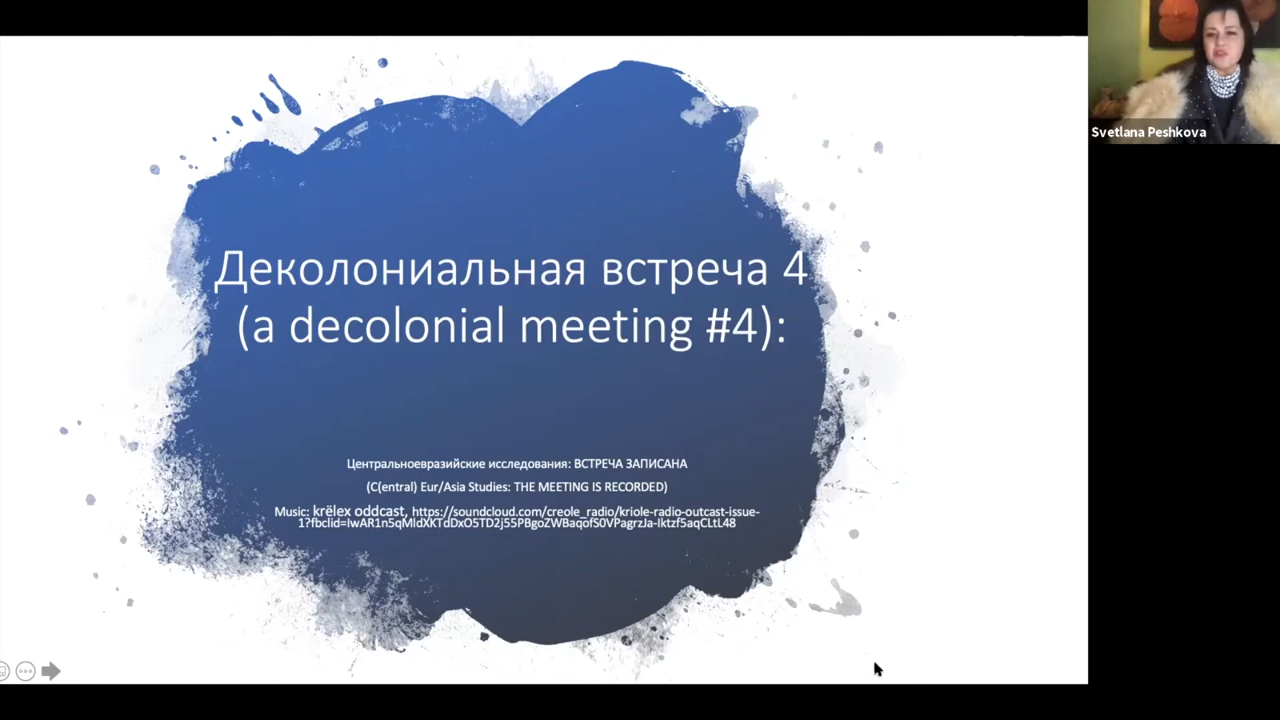 Деколониальная встреча 4
(a decolonial meeting #4):
Центральноевразийские исследования: ВСТРЕЧА ЗАПИСАНА
(C(entral) Eur/Asia Studies: THE MEETING IS RECORDED)
Music: krëlex oddcast, https://soundcloud.com/creole_radio/kriole-radio-outcast-issue-
1?fbclid=IwAR1n5qMldXKTdDxO5TD2j55PBgoZWBaqofS0VPagrzJa-Iktzf5aqCLtL48
Svetlana Peshkova